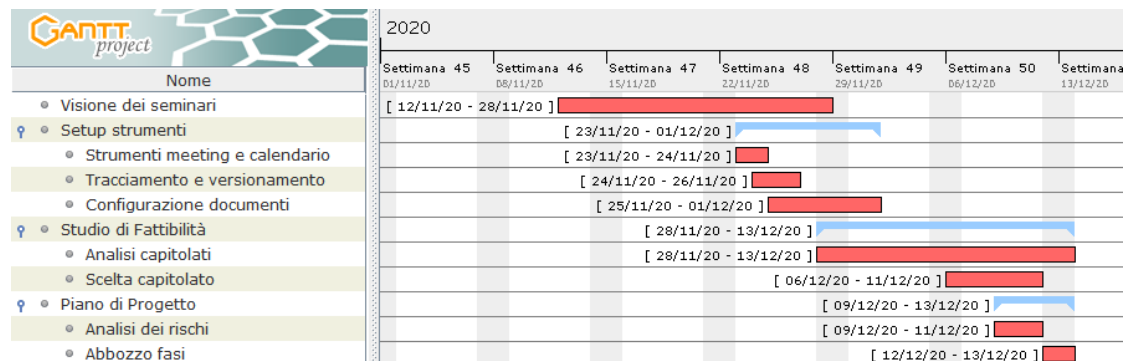 GANTT
project
2020
Settimana 45 Settimana 46 Settimana 47 Settimana 48 Settimana 49 Settimana 50 Settimana
01/11/20 08/11/20 15/11/20 22/11/20 29/11/20 06/12/20 13/12/20
Nome
Visione dei seminari [ 12/11/20 - 28/11/20 ]
Setup strumenti [ 23/11/20 - 01/12/20 ]
Strumenti meeting e calendario [ 23/11/20 - 24/11/20 ]
Tracciamento e versionamento [ 24/11/20 - 26/11/20 ]
Configurazione documenti [ 25/11/20 - 01/12/20 ]
Studio di Fattibilità [ 28/11/20 - 13/12/20 ]
Analisi capitolati [ 28/11/20 - 13/12/20 ]
Scelta capitolato [ 06/12/20 - 11/12/20 ]
Piano di Progetto [ 09/12/20 - 13/12/20 ]
Analisi dei rischi [ 09/12/20 - 11/12/20 ]
Abbozzo fasi [ 12/12/20 - 13/12/20 ]